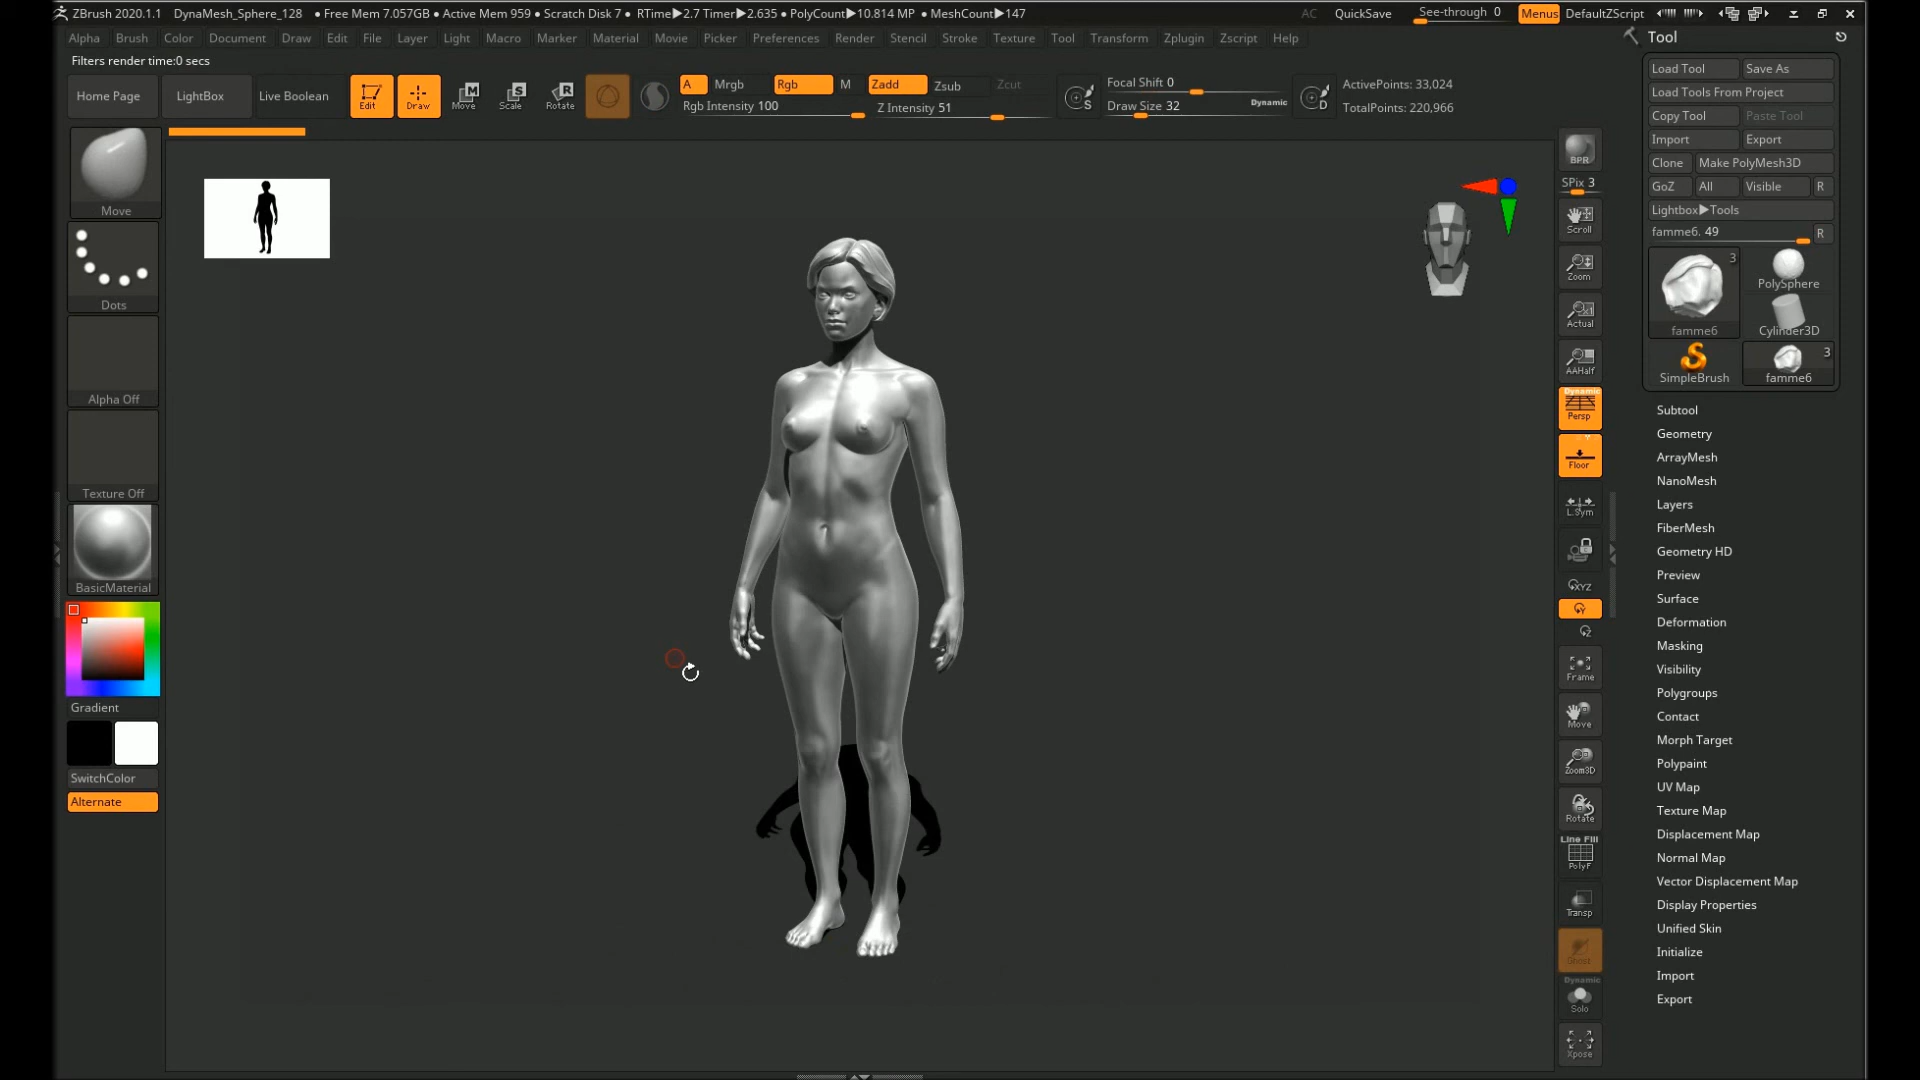 ZBrush 2020.1.1 DynaMesh_Sphere_128 ● Free Mem 7.057GB ● Active Mem 959 ● Scratch Disk 7 ● RTime▶2.7 Timer▶2.635 ● PolyCount▶10.814 MP ● MeshCount▶147 AC QuickSave See-through 0 Menus DefaultZScript
Alpha Brush Color Document Draw Edit File Layer Light Macro Marker Material Movie Picker Preferences Render Stencil Stroke Texture Tool Transform Zplugin Zscript Help
Tool
Filters render time:0 secs
Home Page LightBox Live Boolean Edit Draw Move Scale Rotate
A Mrgb Rgb M Zadd Zsub Zcut
Rgb Intensity 100 Z Intensity 51
S Focal Shift 0
Draw Size 32 Dynamic
D ActivePoints: 33,024
TotalPoints: 220,966
Move
Dots
Alpha Off
Texture Off
BasicMaterial
Gradient
SwitchColor
Alternate
BPR
SPix 3
Scroll
Zoom
Actual
AAHalf
Dynamic
Persp
Floor
L.Sym
XYZ
Y
Z
Frame
Move
Zoom3D
Rotate
Line Fill
PolyF
Transp
Ghost
Dynamic
Solo
Xpose
Load Tool Save As
Load Tools From Project
Copy Tool Paste Tool
Import Export
Clone Make PolyMesh3D
GoZ All Visible R
Lightbox▶Tools
famme6. 49 R
3
PolySphere
famme6 Cylinder3D
3
SimpleBrush famme6
Subtool
Geometry
ArrayMesh
NanoMesh
Layers
FiberMesh
Geometry HD
Preview
Surface
Deformation
Masking
Visibility
Polygroups
Contact
Morph Target
Polypaint
UV Map
Texture Map
Displacement Map
Normal Map
Vector Displacement Map
Display Properties
Unified Skin
Initialize
Import
Export